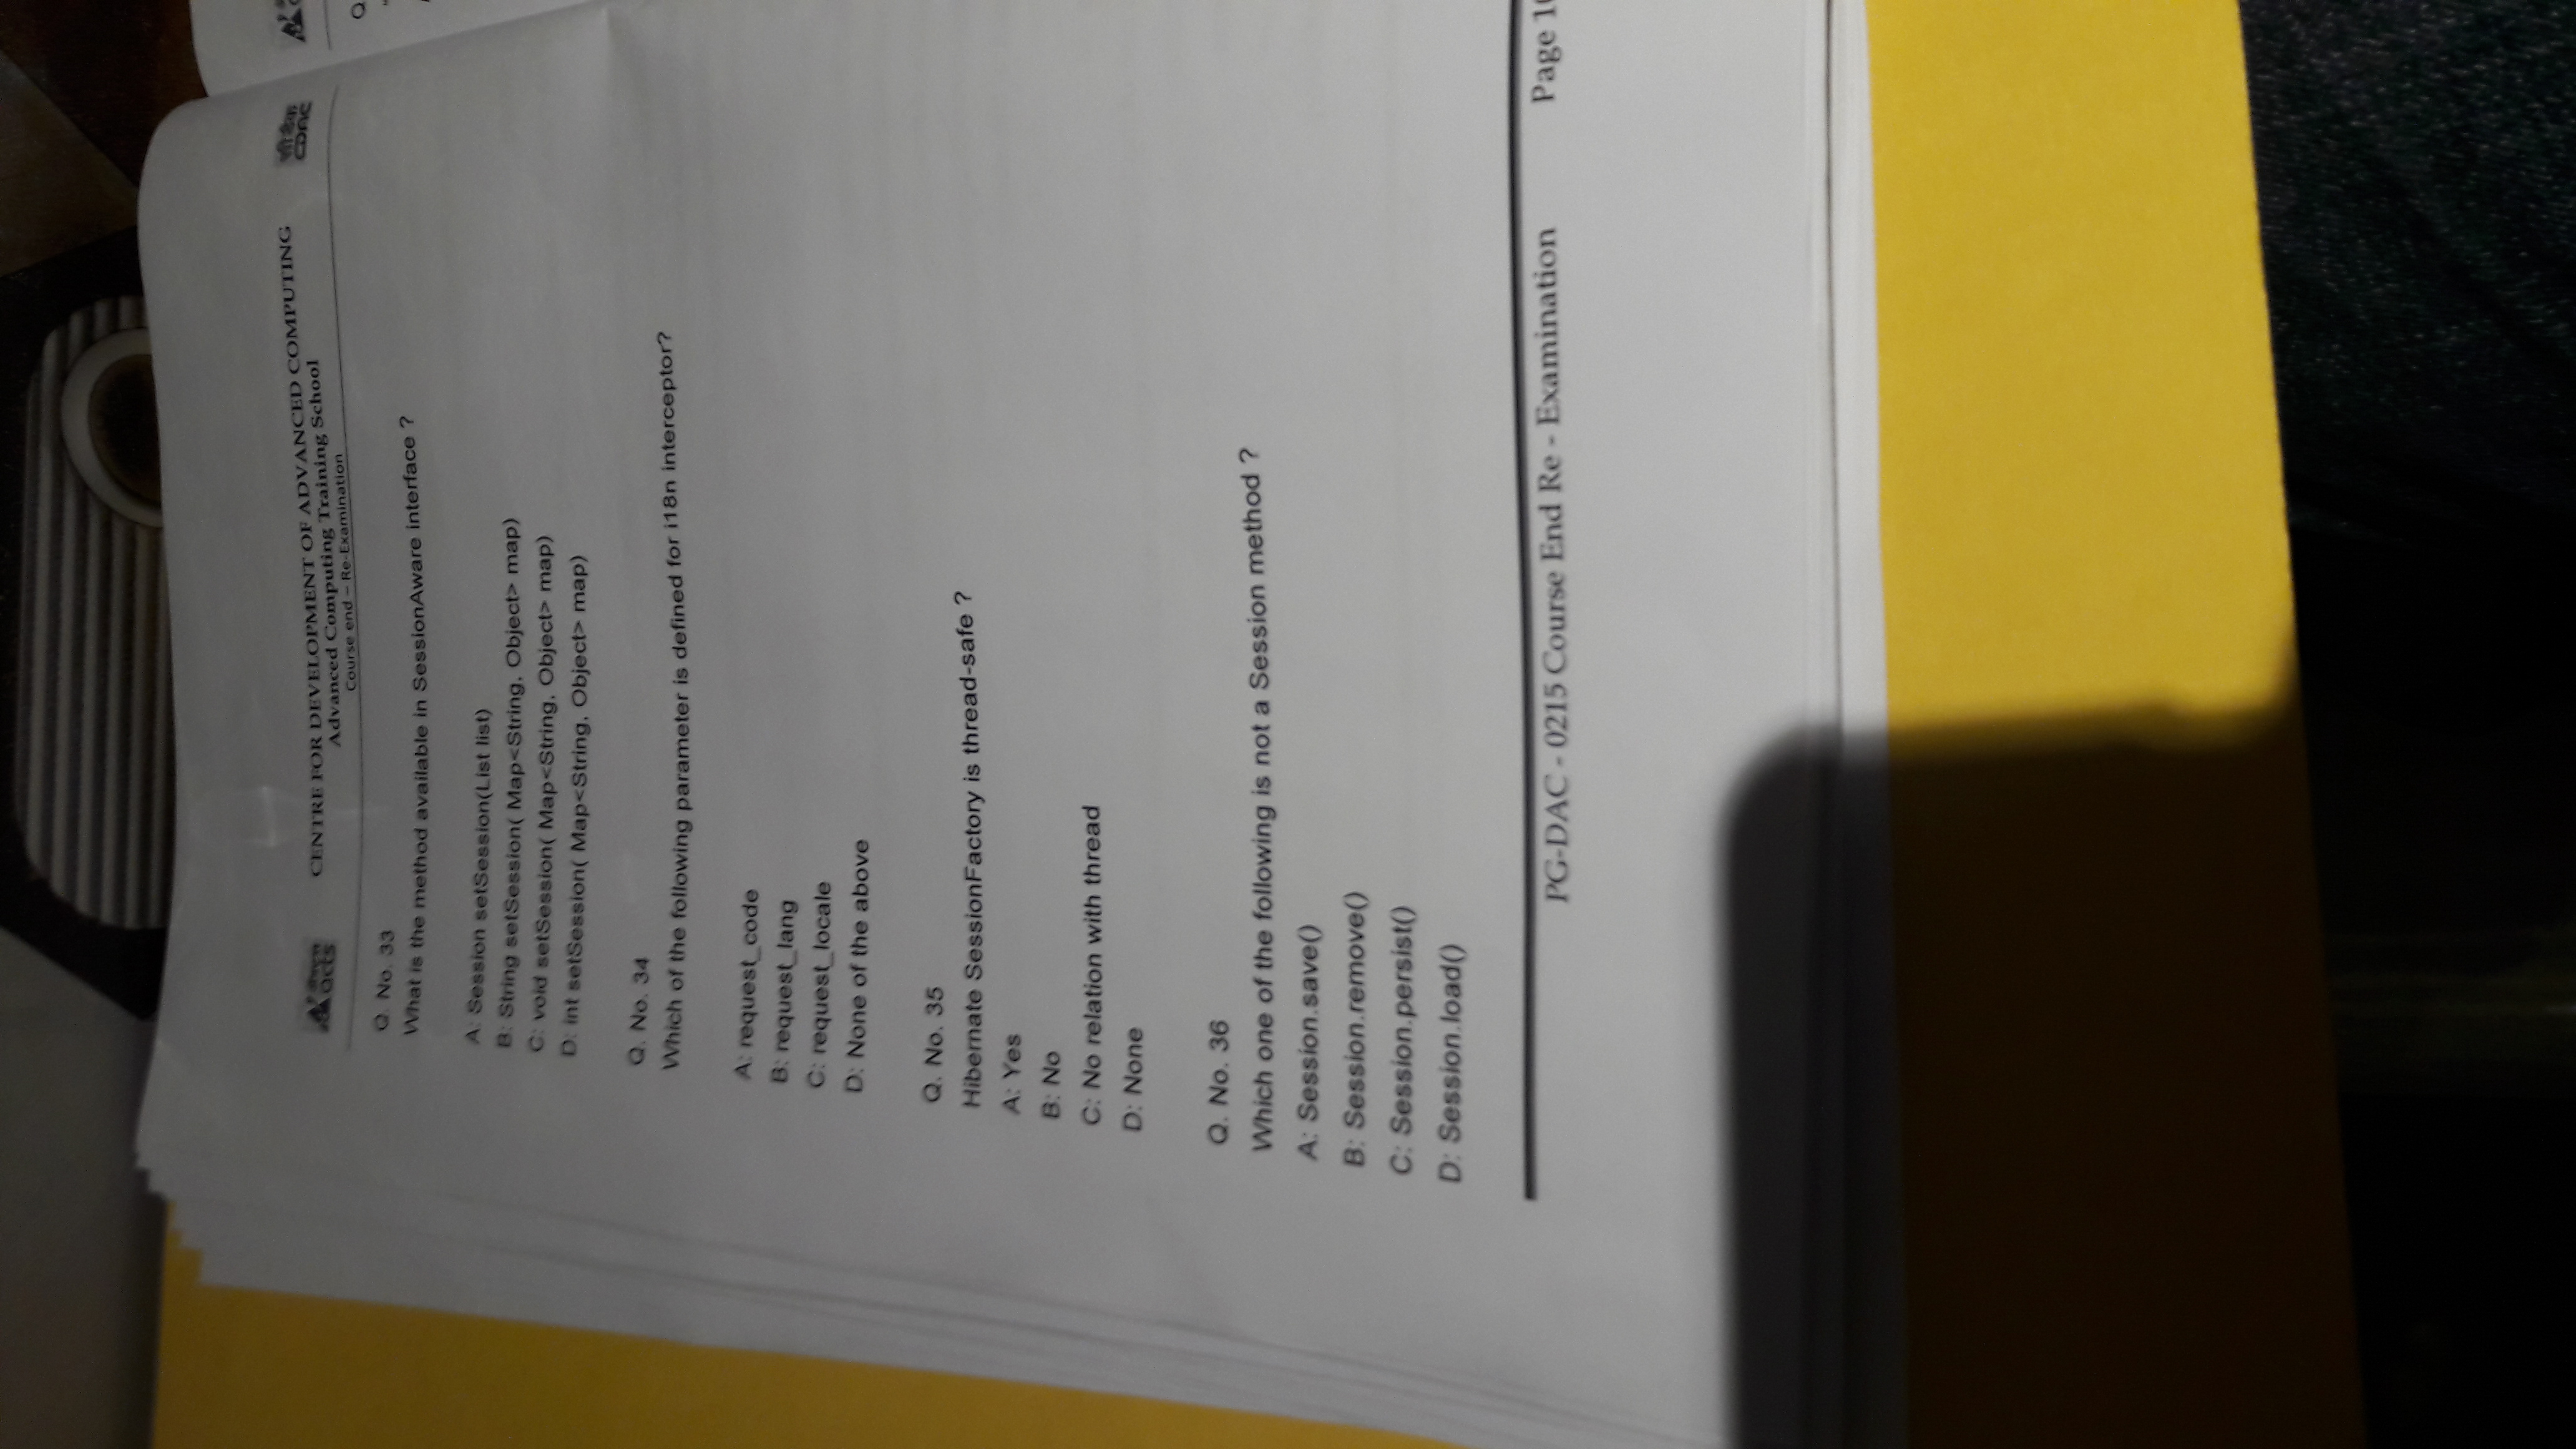 acts
CENTRE FOR DEVELOPMENT OF ADVANCED COMPUTING
Advanced Computing Training School
Course end – Re-Examination
सी डैक
CDAC
Q. No. 33
What is the method available in SessionAware interface ?
A: Session setSession(List list)
B: String setSession( Map<String, Object> map)
C: void setSession( Map<String, Object> map)
D: int setSession( Map<String, Object> map)
Q. No. 34
Which of the following parameter is defined for i18n interceptor?
A: request_code
B: request_lang
C: request_locale
D: None of the above
Q. No. 35
Hibernate SessionFactory is thread-safe ?
A: Yes
B: No
C: No relation with thread
D: None
Q. No. 36
Which one of the following is not a Session method ?
A: Session.save()
B: Session.remove()
C: Session.persist()
D: Session.load()
PG-DAC - 0215 Course End Re - Examination Page
Q